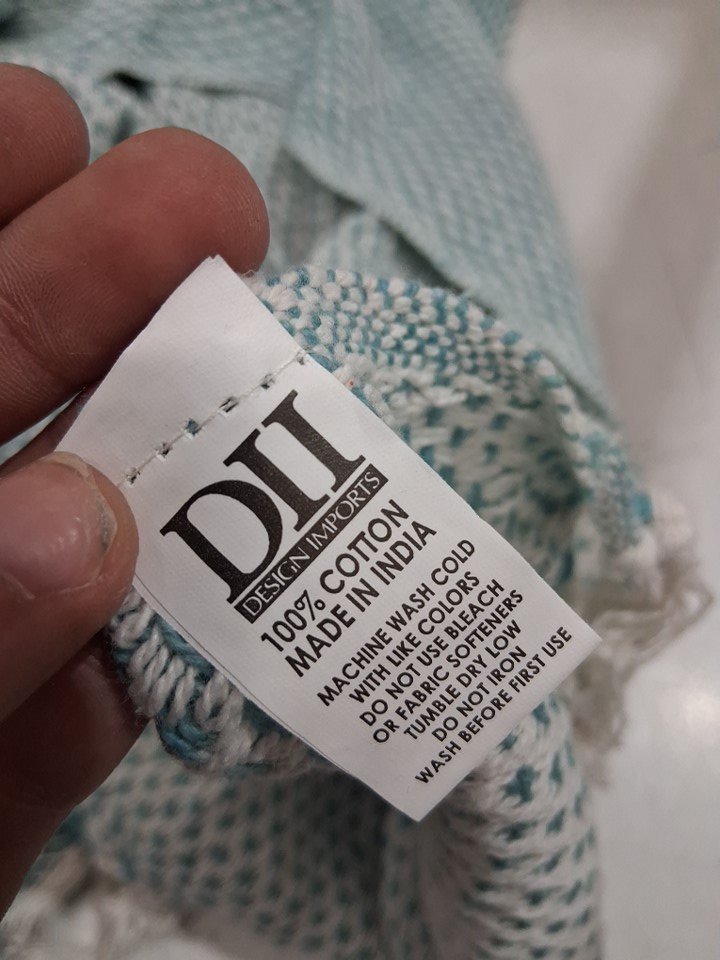 DII
DESIGN IMPORTS
100% COTTON
MADE IN INDIA
MACHINE WASH COLD
WITH LIKE COLORS
DO NOT USE BLEACH
OR FABRIC SOFTENERS
TUMBLE DRY LOW
DO NOT IRON
WASH BEFORE FIRST USE